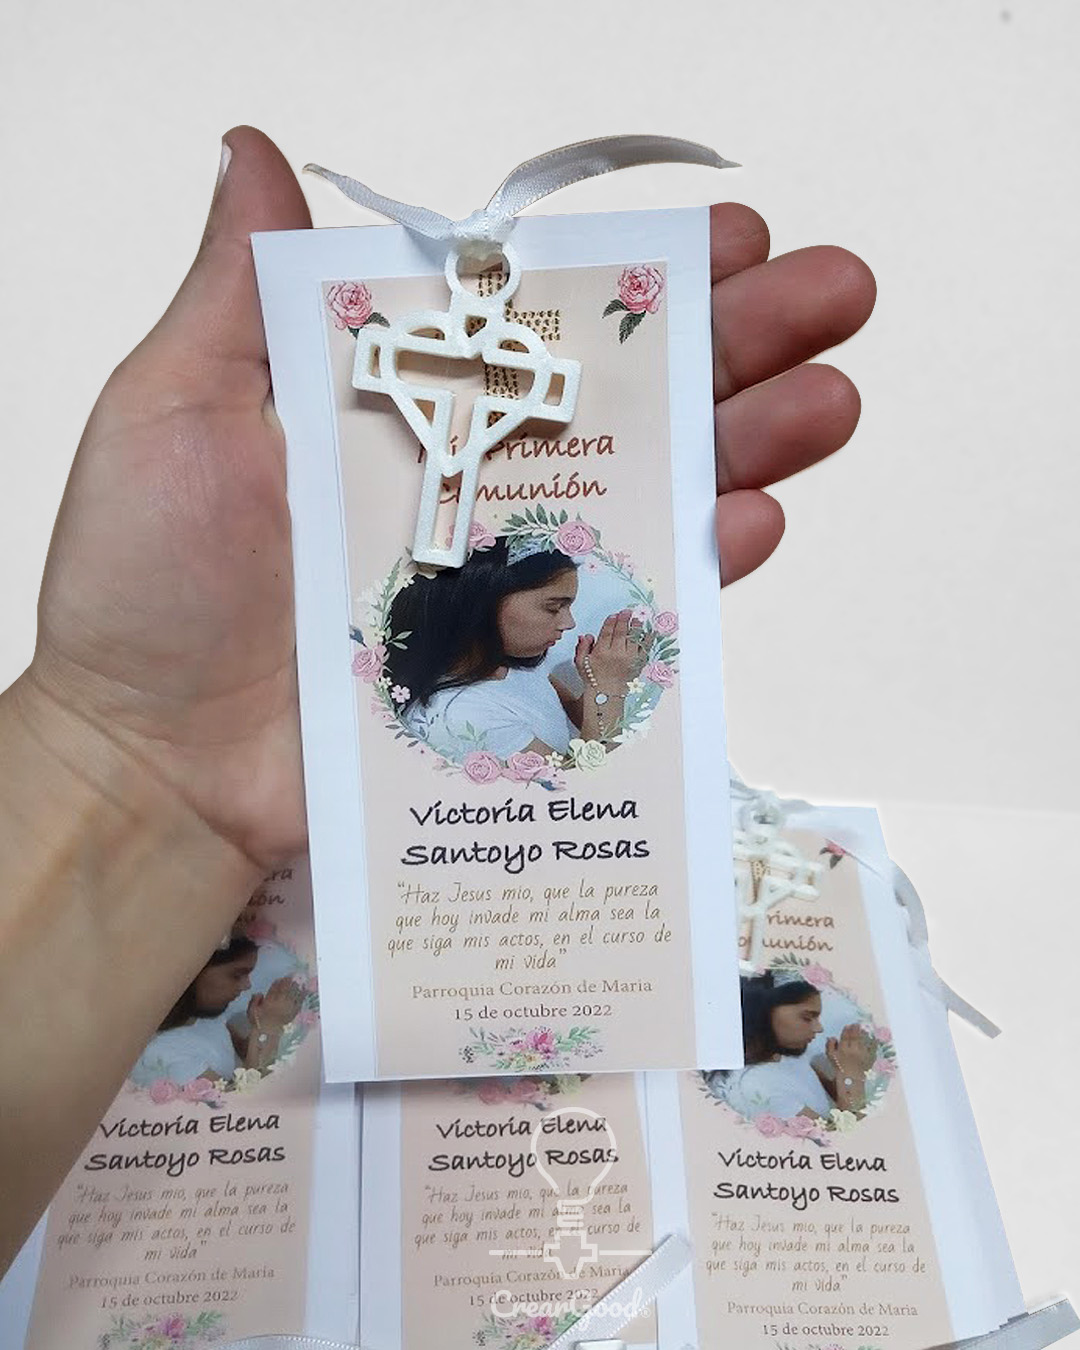 Mi Primera
Comunión
Victoria Elena
Santoyo Rosas
"Haz Jesus mio, que la pureza
que hoy invade mi alma sea la
que siga mis actos, en el curso de
mi vida"
Parroquia Corazón de Maria
15 de octubre 2022
era
ión
Victoria Elena
Santoyo Rosas
"Haz Jesus mio, que la pureza
que hoy invade mi alma sea la
que siga mis actos, en el curso de
mi vida"
Parroquia Corazón de Maria
15 de octubre 2022
Victoria Elena
Santoyo Rosas
"Haz Jesus mio, que la pureza
que hoy invade mi alma sea la
que siga mis actos, en el curso de
mi vida"
Parroquia Corazón de Maria
15 de octubre 2022
rimera
omunión
Victoria Elena
Santoyo Rosas
"Haz Jesus mio, que la pureza
que hoy invade mi alma sea la
que siga mis actos, en el curso de
mi vida"
Parroquia Corazón de Maria
15 de octubre 2022
CreartGood®